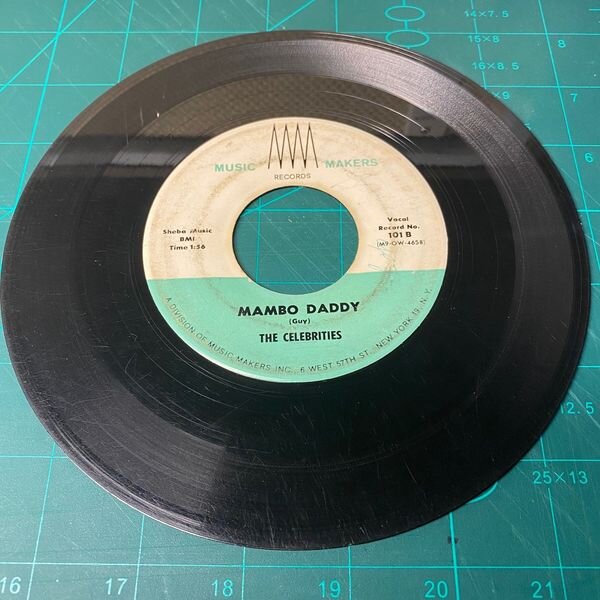 MUSIC MAKERS
RECORDS
Sheba Music
BMI
Time 1:56
Vocal
Record No.
101 B
(M9-OW-4658)
MAMBO DADDY
(Guy)
THE CELEBRITIES
A DIVISION OF MUSIC MAKERS INC., 6 WEST 57TH ST., NEW YORK 19, N.Y.
14×7.5
15×8
16×8.5
8
7
6
12.5
25×13
16
17
18
19
20
21